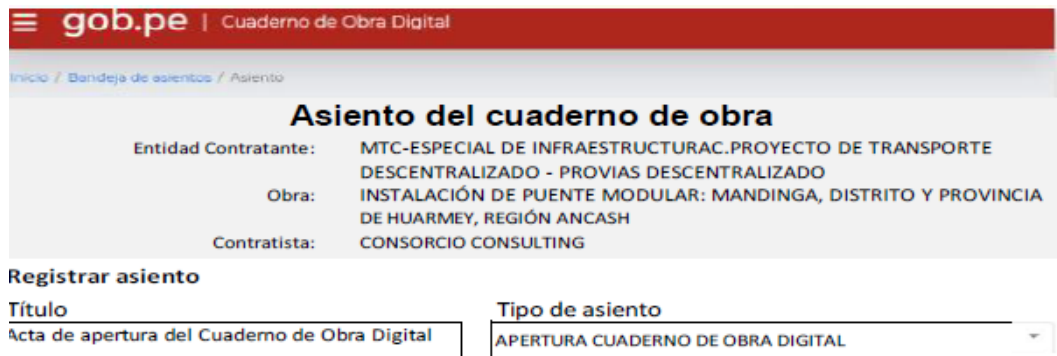 gob.pe | Cuaderno de Obra Digital
Inicio / Bandeja de asientos / Asiento
Asiento del cuaderno de obra
Entidad Contratante: MTC-ESPECIAL DE INFRAESTRUCTURAC.PROYECTO DE TRANSPORTE
DESCENTRALIZADO - PROVIAS DESCENTRALIZADO
Obra: INSTALACIÓN DE PUENTE MODULAR: MANDINGA, DISTRITO Y PROVINCIA
DE HUARMEY, REGIÓN ANCASH
Contratista: CONSORCIO CONSULTING
Registrar asiento
Título
Acta de apertura del Cuaderno de Obra Digital
Tipo de asiento
APERTURA CUADERNO DE OBRA DIGITAL